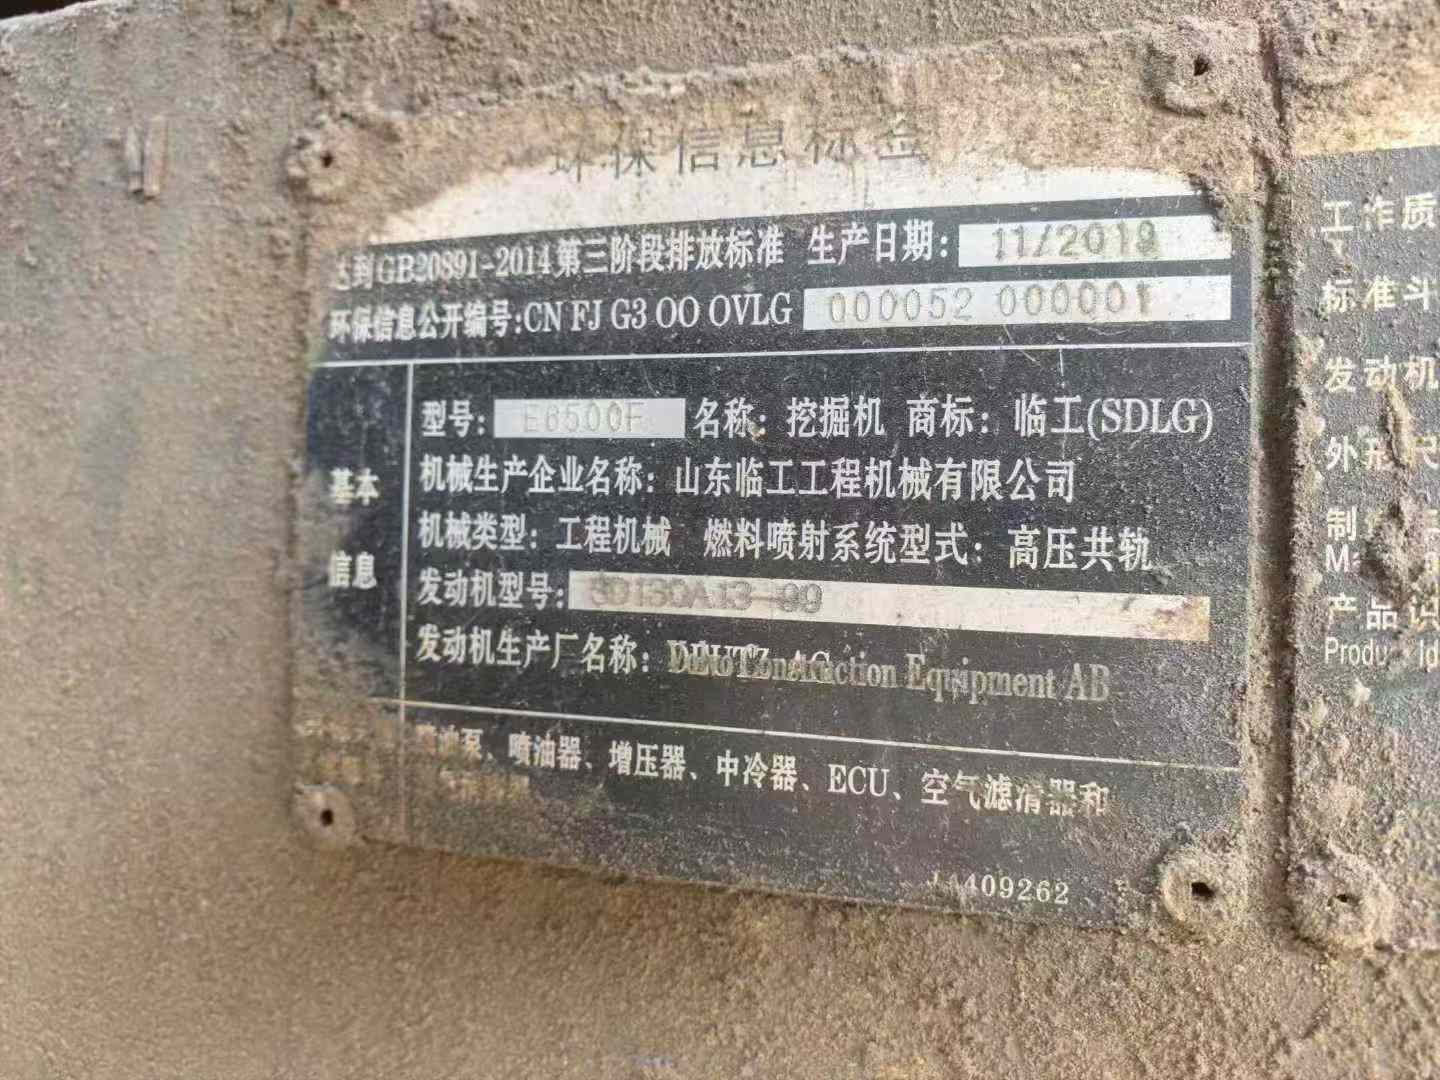 环保信息标签
达到GB20891-2014第三阶段排放标准 生产日期: 11/2019
环保信息公开编号:CN FJ G3 OO OVLG 000052 000001
基本
信息
型号: E6500F 名称: 挖掘机 商标: 临工(SDLG)
机械生产企业名称: 山东临工工程机械有限公司
机械类型: 工程机械 燃料喷射系统型式: 高压共轨
发动机型号:
发动机生产厂名称: Construction Equipment AB
喷油泵、喷油器、增压器、中冷器、ECU、空气滤清器和
JA409262
工作质
标准斗
发动机
外形
制
产品识
Produ